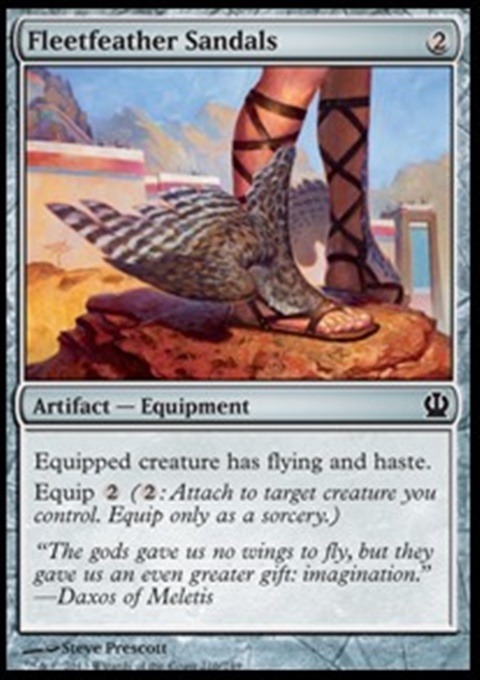 Fleetfeather Sandals 2
Artifact — Equipment
Equipped creature has flying and haste.
Equip 2 (2: Attach to target creature you
control. Equip only as a sorcery.)
“The gods gave us no wings to fly, but they
gave us an even greater gift: imagination.”
—Daxos of Meletis
Steve Prescott